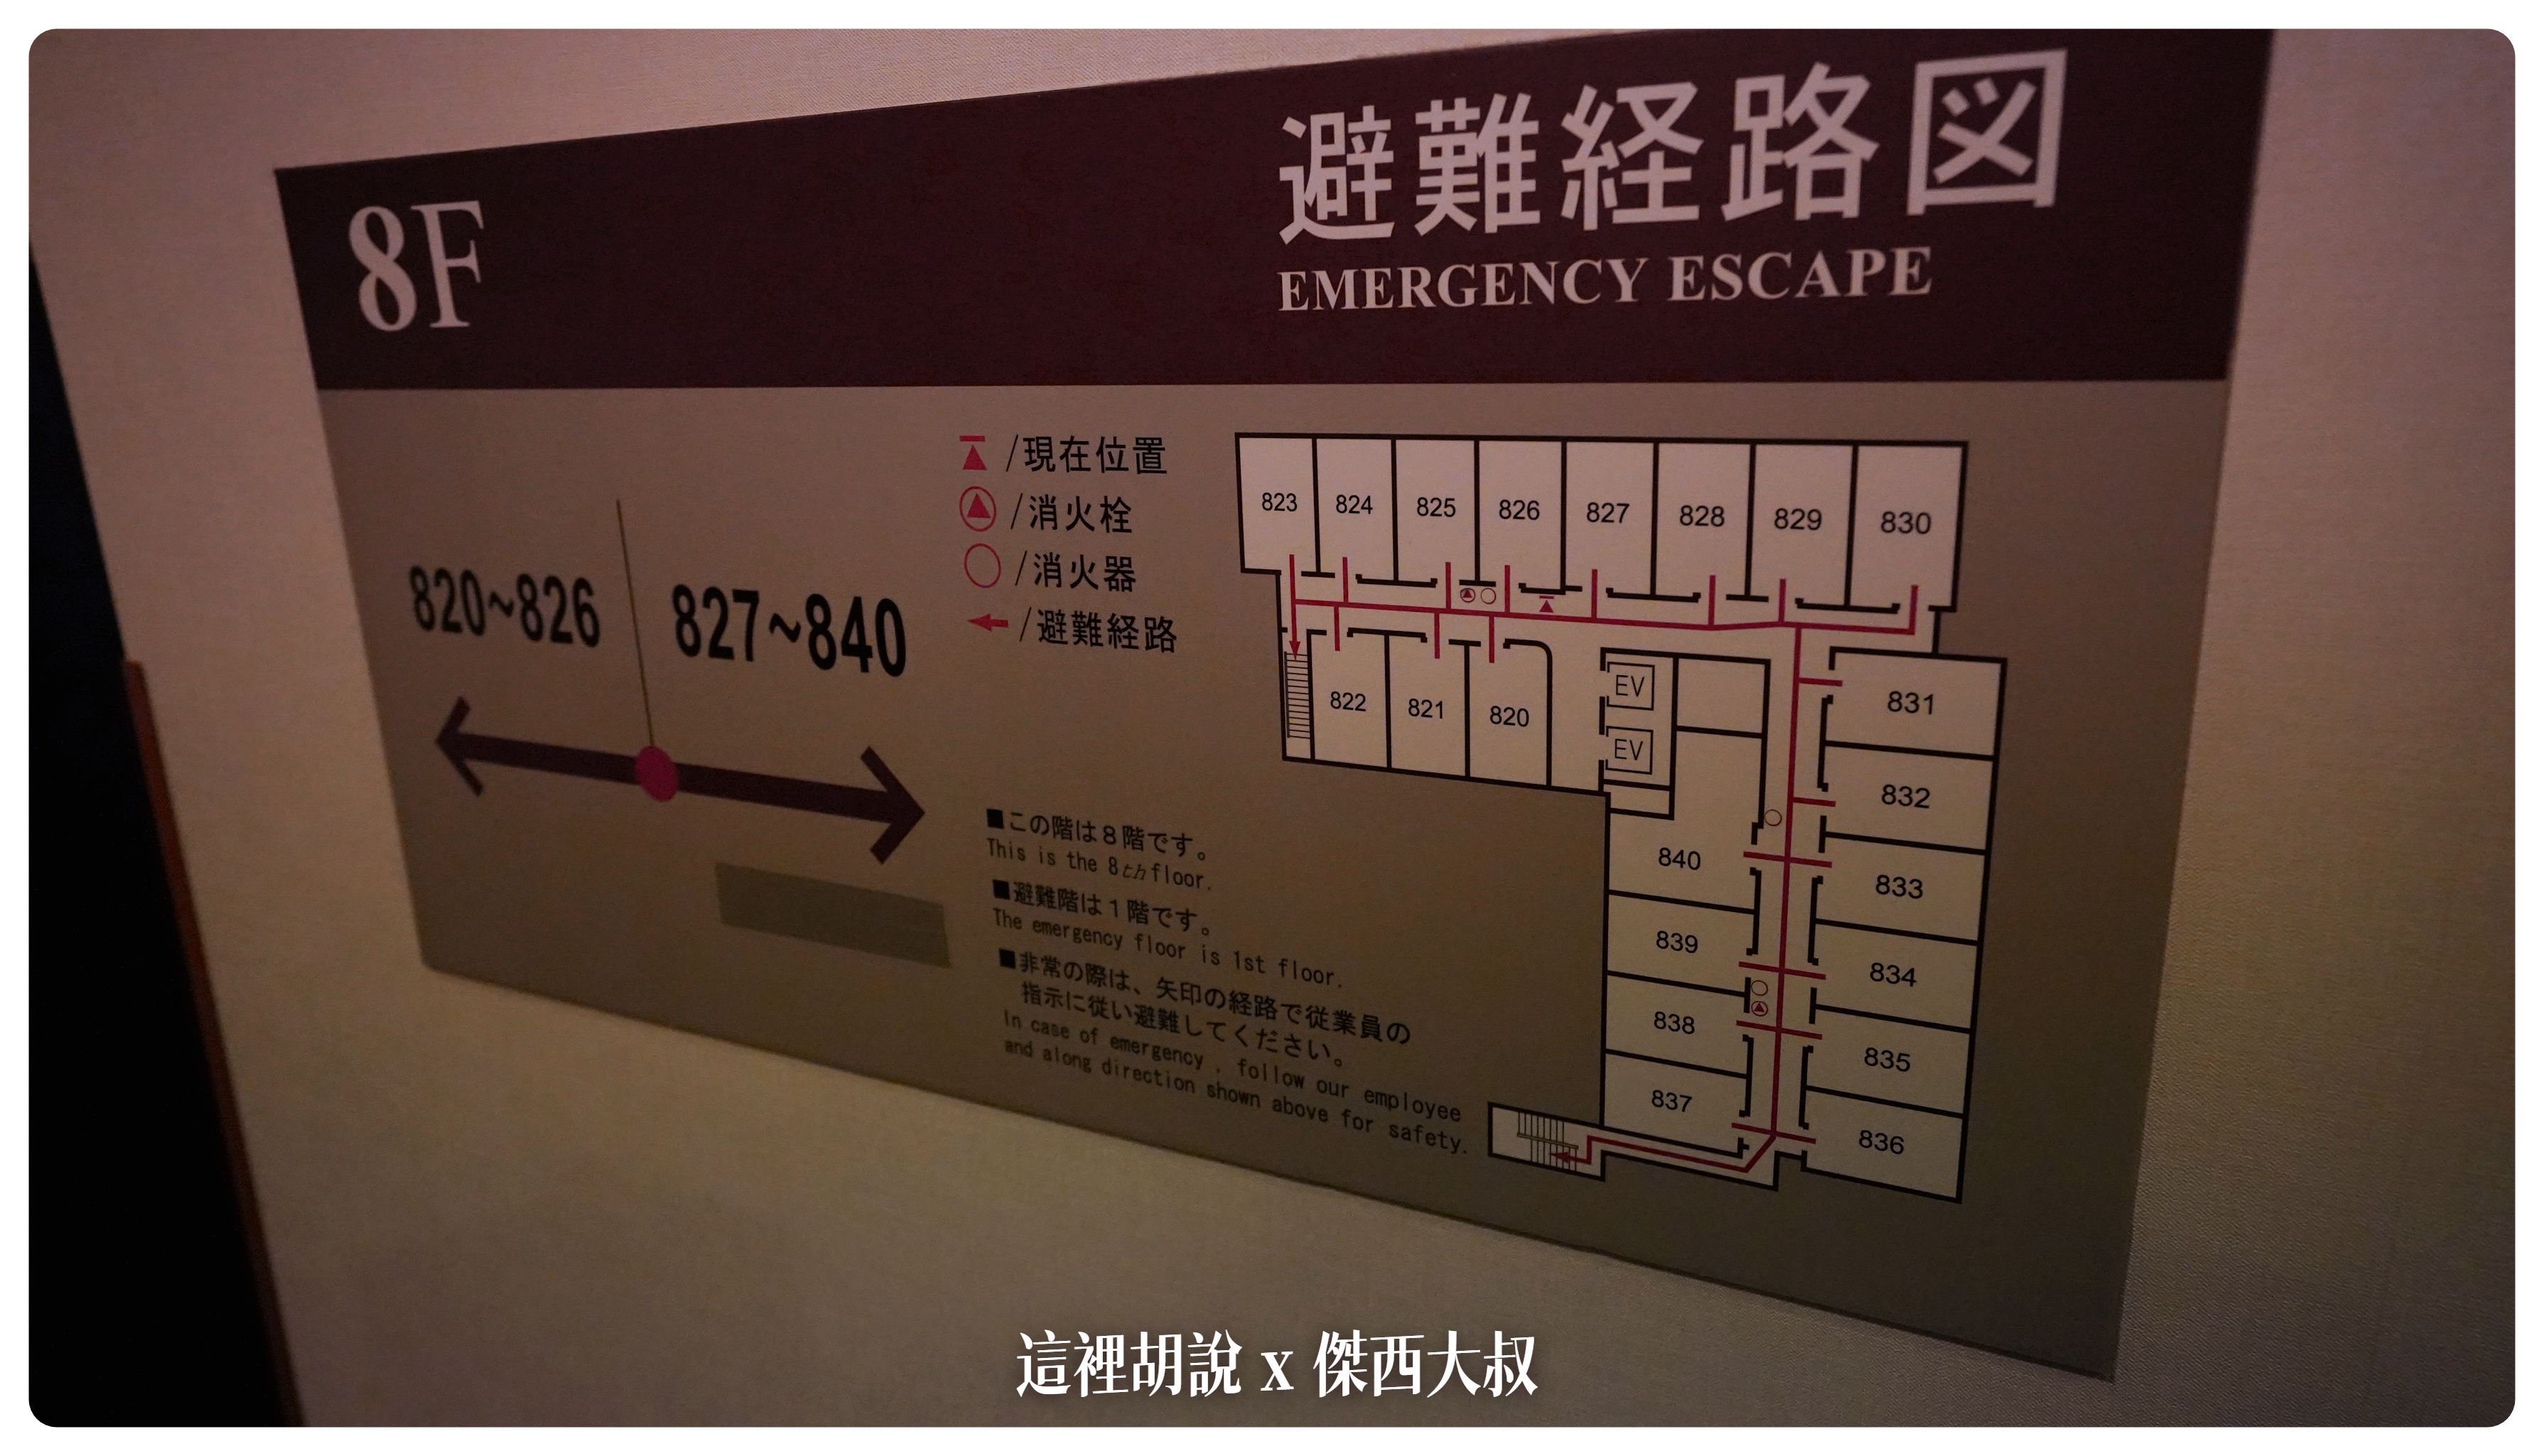 8F
避難経路図
EMERGENCY ESCAPE
820~826
827~840
/現在位置
/消火栓
/消火器
/避難経路
823
824
825
826
827
828
829
830
822
821
820
EV
EV
831
832
833
834
835
836
840
839
838
837
■この階は8階です。
This is the 8th floor.
■避難階は1階です。
The emergency floor is 1st floor.
■非常の際は、矢印の経路で従業員の
指示に従い避難してください。
In case of emergency , follow our employee
and along direction shown above for safety.
這裡胡說 x 傑西大叔